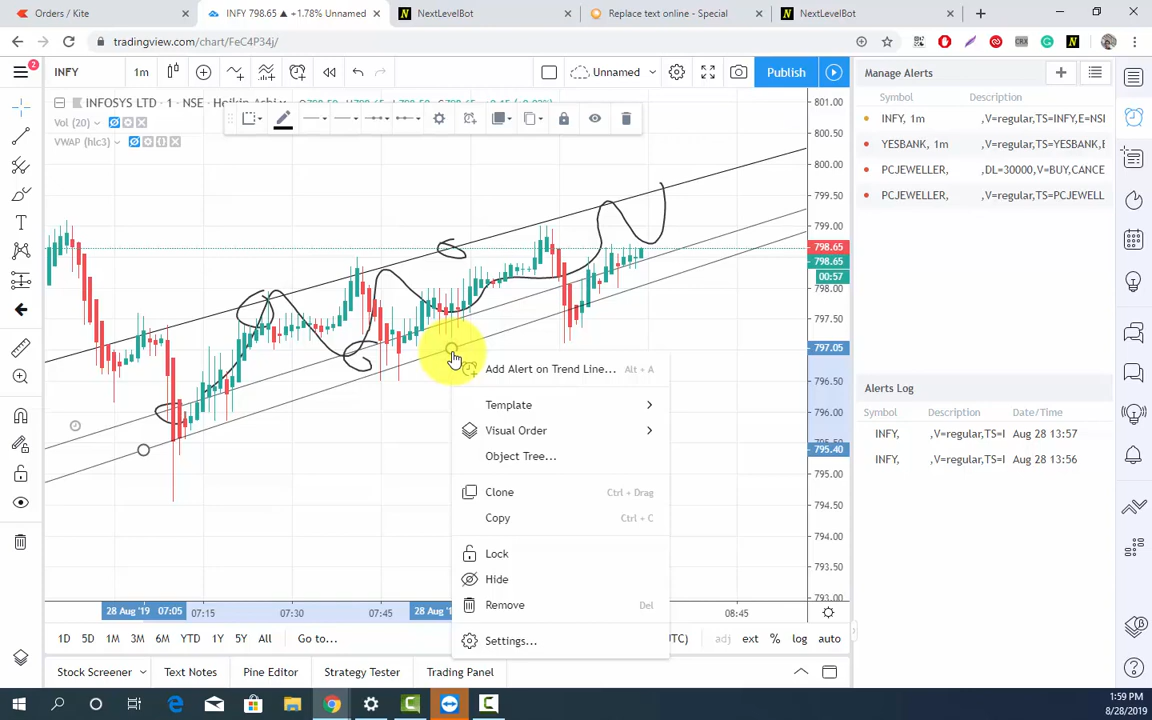 Orders / Kite
INFY 798.65 ▲ +1.78% Unnamed
NextLevelBot
Replace text online - Special
NextLevelBot
tradingview.com/chart/FeC4P34j/
INFY
1m
Unnamed
Publish
2
INFOSYS LTD · 1 · NSE · Heikin-Ashi
Vol (20)
VWAP (hlc3)
801.00
800.50
800.00
799.50
799.00
798.65
798.65
00:57
798.00
797.50
797.05
796.50
796.00
795.40
795.00
794.50
794.00
793.50
793.00
Add Alert on Trend Line... Alt + A
Template
Visual Order
Object Tree...
Clone Ctrl + Drag
Copy Ctrl + C
Lock
Hide
Remove Del
Settings...
28 Aug '19 07:05
07:15
07:30
07:45
08:45
1D 5D 1M 3M 6M YTD 1Y 5Y All Go to...
adj ext % log auto
Stock Screener Text Notes Pine Editor Strategy Tester Trading Panel
Manage Alerts
Symbol Description
INFY, 1m ,V=regular,TS=INFY,E=NSI
YESBANK, 1m ,V=regular,TS=YESBANK,E
PCJEWELLER, ,DL=30000,V=BUY,CANCE
PCJEWELLER, ,V=regular,TS=PCJEWELL
Alerts Log
Symbol Description Date/Time
INFY, ,V=regular,TS=I Aug 28 13:57
INFY, ,V=regular,TS=I Aug 28 13:56
1:59 PM
8/28/2019